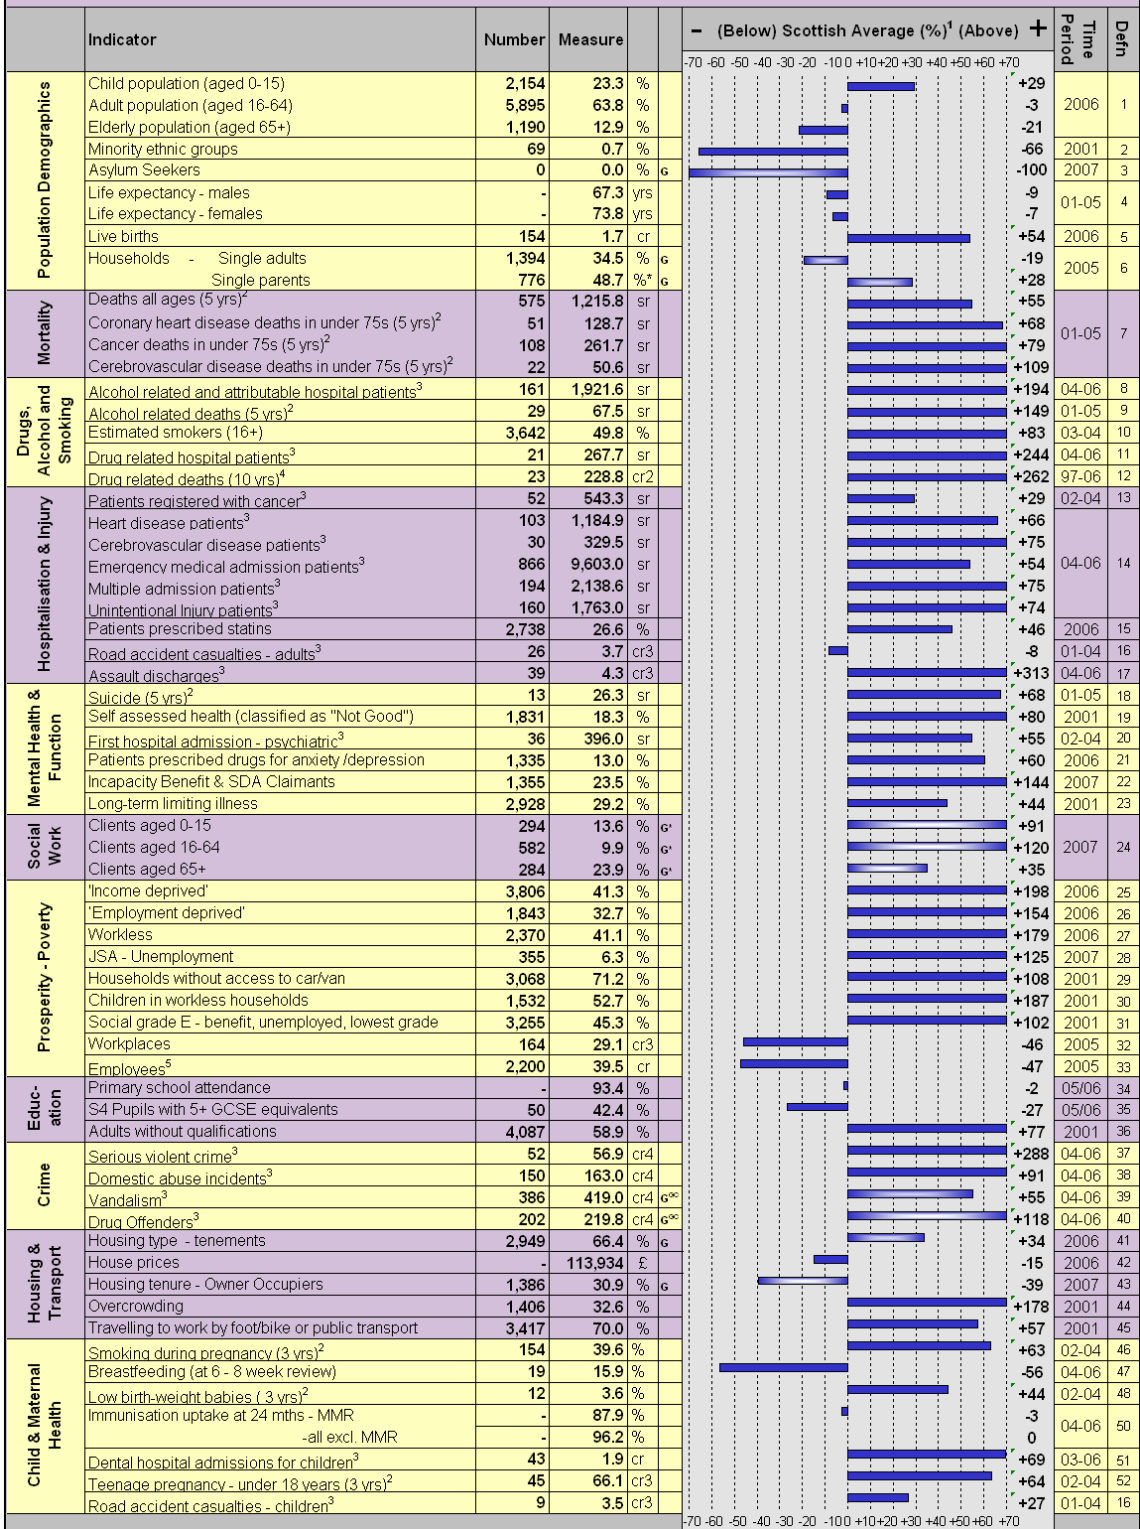 Indicator Number Measure - (Below) Scottish Average (%)¹ (Above) + Time Period Defn
-70 -60 -50 -40 -30 -20 -10 0 +10 +20 +30 +40 +50 +60 +70
Population Demographics
Child population (aged 0-15) 2,154 23.3 % +29 2006 1
Adult population (aged 16-64) 5,895 63.8 % -3
Elderly population (aged 65+) 1,190 12.9 % -21
Minority ethnic groups 69 0.7 % -66 2001 2
Asylum Seekers 0 0.0 % G -100 2007 3
Life expectancy - males - 67.3 yrs -9 01-05 4
Life expectancy - females - 73.8 yrs -7
Live births 154 1.7 cr +54 2006 5
Households - Single adults 1,394 34.5 % G -19 2005 6
Single parents 776 48.7 %* G +28
Mortality
Deaths all ages (5 yrs)² 575 1,215.8 sr +55 01-05 7
Coronary heart disease deaths in under 75s (5 yrs)² 51 128.7 sr +68
Cancer deaths in under 75s (5 yrs)² 108 261.7 sr +79
Cerebrovascular disease deaths in under 75s (5 yrs)² 22 50.6 sr +109
Drugs, Alcohol and Smoking
Alcohol related and attributable hospital patients³ 161 1,921.6 sr +194 04-06 8
Alcohol related deaths (5 yrs)² 29 67.5 sr +149 01-05 9
Estimated smokers (16+) 3,642 49.8 % +83 03-04 10
Drug related hospital patients³ 21 267.7 sr +244 04-06 11
Drug related deaths (10 yrs)⁴ 23 228.8 cr2 +262 97-06 12
Hospitalisation & Injury
Patients registered with cancer³ 52 543.3 sr +29 02-04 13
Heart disease patients³ 103 1,184.9 sr +66 04-06 14
Cerebrovascular disease patients³ 30 329.5 sr +75
Emergency medical admission patients³ 866 9,603.0 sr +54
Multiple admission patients³ 194 2,138.6 sr +75
Unintentional Injury patients³ 160 1,763.0 sr +74
Patients prescribed statins 2,738 26.6 % +46 2006 15
Road accident casualties - adults³ 26 3.7 cr3 -8 01-04 16
Assault discharges³ 39 4.3 cr3 +313 04-06 17
Mental Health & Function
Suicide (5 yrs)² 13 26.3 sr +68 01-05 18
Self assessed health (classified as "Not Good") 1,831 18.3 % +80 2001 19
First hospital admission - psychiatric³ 36 396.0 sr +55 02-04 20
Patients prescribed drugs for anxiety /depression 1,335 13.0 % +60 2006 21
Incapacity Benefit & SDA Claimants 1,355 23.5 % +144 2007 22
Long-term limiting illness 2,928 29.2 % +44 2001 23
Social Work
Clients aged 0-15 294 13.6 % G* +91 2007 24
Clients aged 16-64 582 9.9 % G* +120
Clients aged 65+ 284 23.9 % G* +35
Prosperity - Poverty
'Income deprived' 3,806 41.3 % +198 2006 25
'Employment deprived' 1,843 32.7 % +154 2006 26
Workless 2,370 41.1 % +179 2006 27
JSA - Unemployment 355 6.3 % +125 2007 28
Households without access to car/van 3,068 71.2 % +108 2001 29
Children in workless households 1,532 52.7 % +187 2001 30
Social grade E - benefit, unemployed, lowest grade 3,255 45.3 % +102 2001 31
Workplaces 164 29.1 cr3 -46 2005 32
Employees⁵ 2,200 39.5 cr -47 2005 33
Educ-ation
Primary school attendance - 93.4 % -2 05/06 34
S4 Pupils with 5+ GCSE equivalents 50 42.4 % -27 05/06 35
Adults without qualifications 4,087 58.9 % +77 2001 36
Crime
Serious violent crime³ 52 56.9 cr4 +288 04-06 37
Domestic abuse incidents³ 150 163.0 cr4 +91 04-06 38
Vandalism³ 386 419.0 cr4 G∞ +55 04-06 39
Drug Offenders³ 202 219.8 cr4 G∞ +118 04-06 40
Housing & Transport
Housing type - tenements 2,949 66.4 % G +34 2006 41
House prices - 113,934 £ -15 2006 42
Housing tenure - Owner Occupiers 1,386 30.9 % G -39 2007 43
Overcrowding 1,406 32.6 % +178 2001 44
Travelling to work by foot/bike or public transport 3,417 70.0 % +57 2001 45
Child & Maternal Health
Smoking during pregnancy (3 yrs)² 154 39.6 % +63 02-04 46
Breastfeeding (at 6 - 8 week review) 19 15.9 % -56 04-06 47
Low birth-weight babies ( 3 yrs)² 12 3.6 % +44 02-04 48
Immunisation uptake at 24 mths - MMR - 87.9 % -3 04-06 50
-all excl. MMR - 96.2 % 0
Dental hospital admissions for children³ 43 1.9 cr +69 03-06 51
Teenage pregnancy - under 18 years (3 yrs)² 45 66.1 cr3 +64 02-04 52
Road accident casualties - children³ 9 3.5 cr3 +27 01-04 16
-70 -60 -50 -40 -30 -20 -10 0 +10 +20 +30 +40 +50 +60 +70